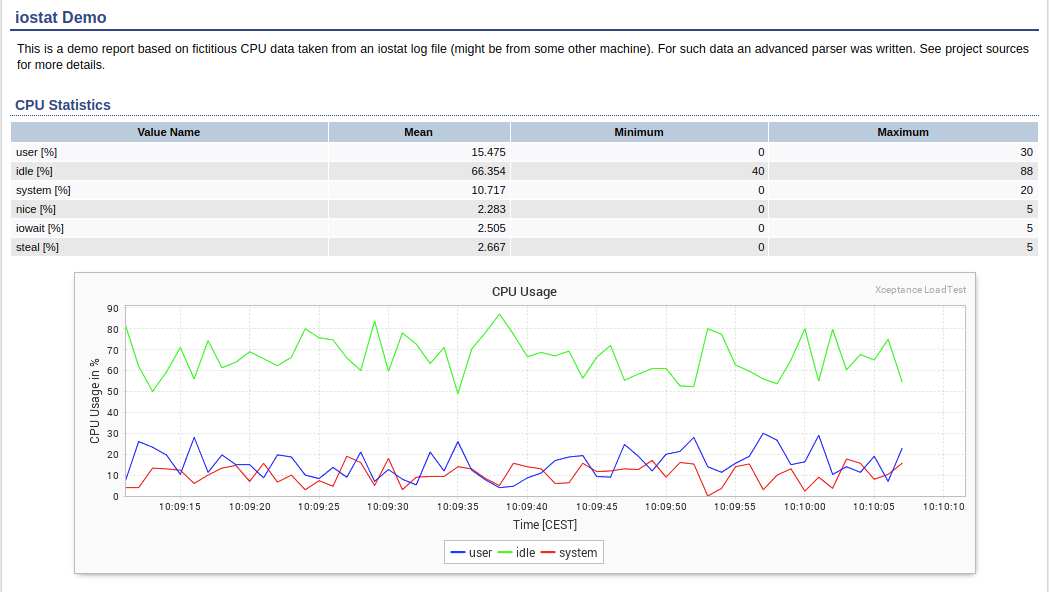 iostat Demo
This is a demo report based on fictitious CPU data taken from an iostat log file (might be from some other machine). For such data an advanced parser was written. See project sources
for more details.
CPU Statistics
Value Name Mean Minimum Maximum
user [%] 15.475 0 30
idle [%] 66.354 40 88
system [%] 10.717 0 20
nice [%] 2.283 0 5
iowait [%] 2.505 0 5
steal [%] 2.667 0 5
CPU Usage
Xceptance LoadTest
CPU Usage in %
90
80
70
60
50
40
30
20
10
0
10:09:15 10:09:20 10:09:25 10:09:30 10:09:35 10:09:40 10:09:45 10:09:50 10:09:55 10:10:00 10:10:05 10:10:10
Time [CEST]
user idle system